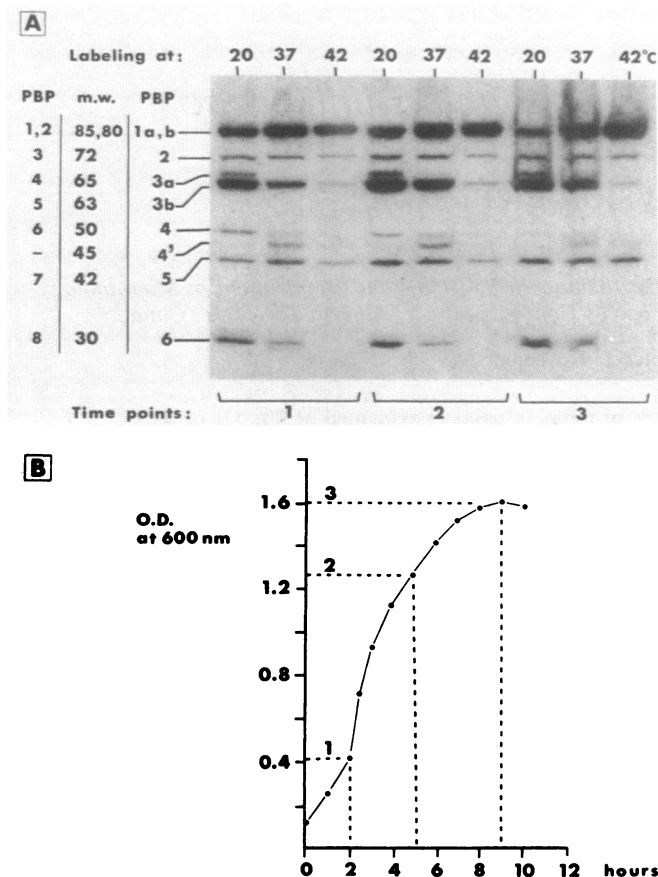 A
Labeling at: 20 37 42 20 37 42 20 37 42°C
PBP m.w. PBP
1,2 85,80 1a,b
3 72 2
4 65 3a
5 63 3b
6 50 4
– 45 4'
7 42 5
8 30 6
Time points: 1 2 3
B
O.D.
at 600 nm
1.6
1.2
0.8
0.4
3
2
1
0 2 4 6 8 10 12 hours